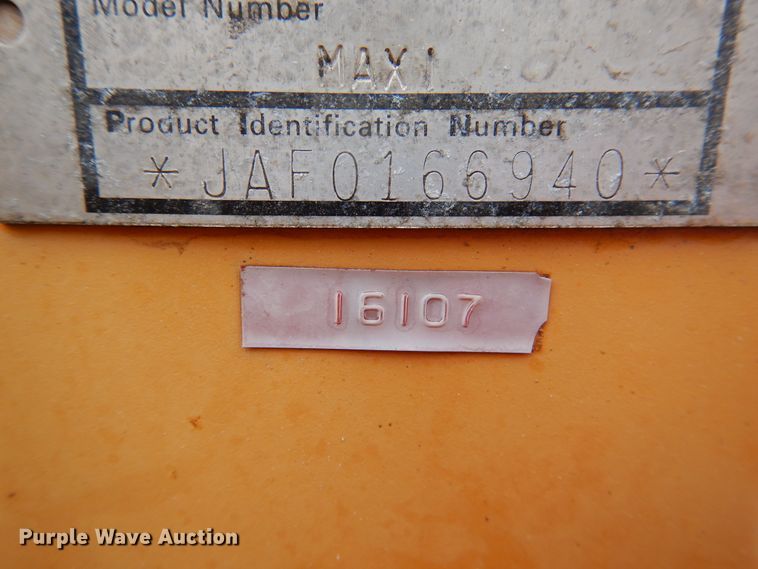 Model Number
MAXI
Product Identification Number
*JAF0166940*
16107
Purple Wave Auction